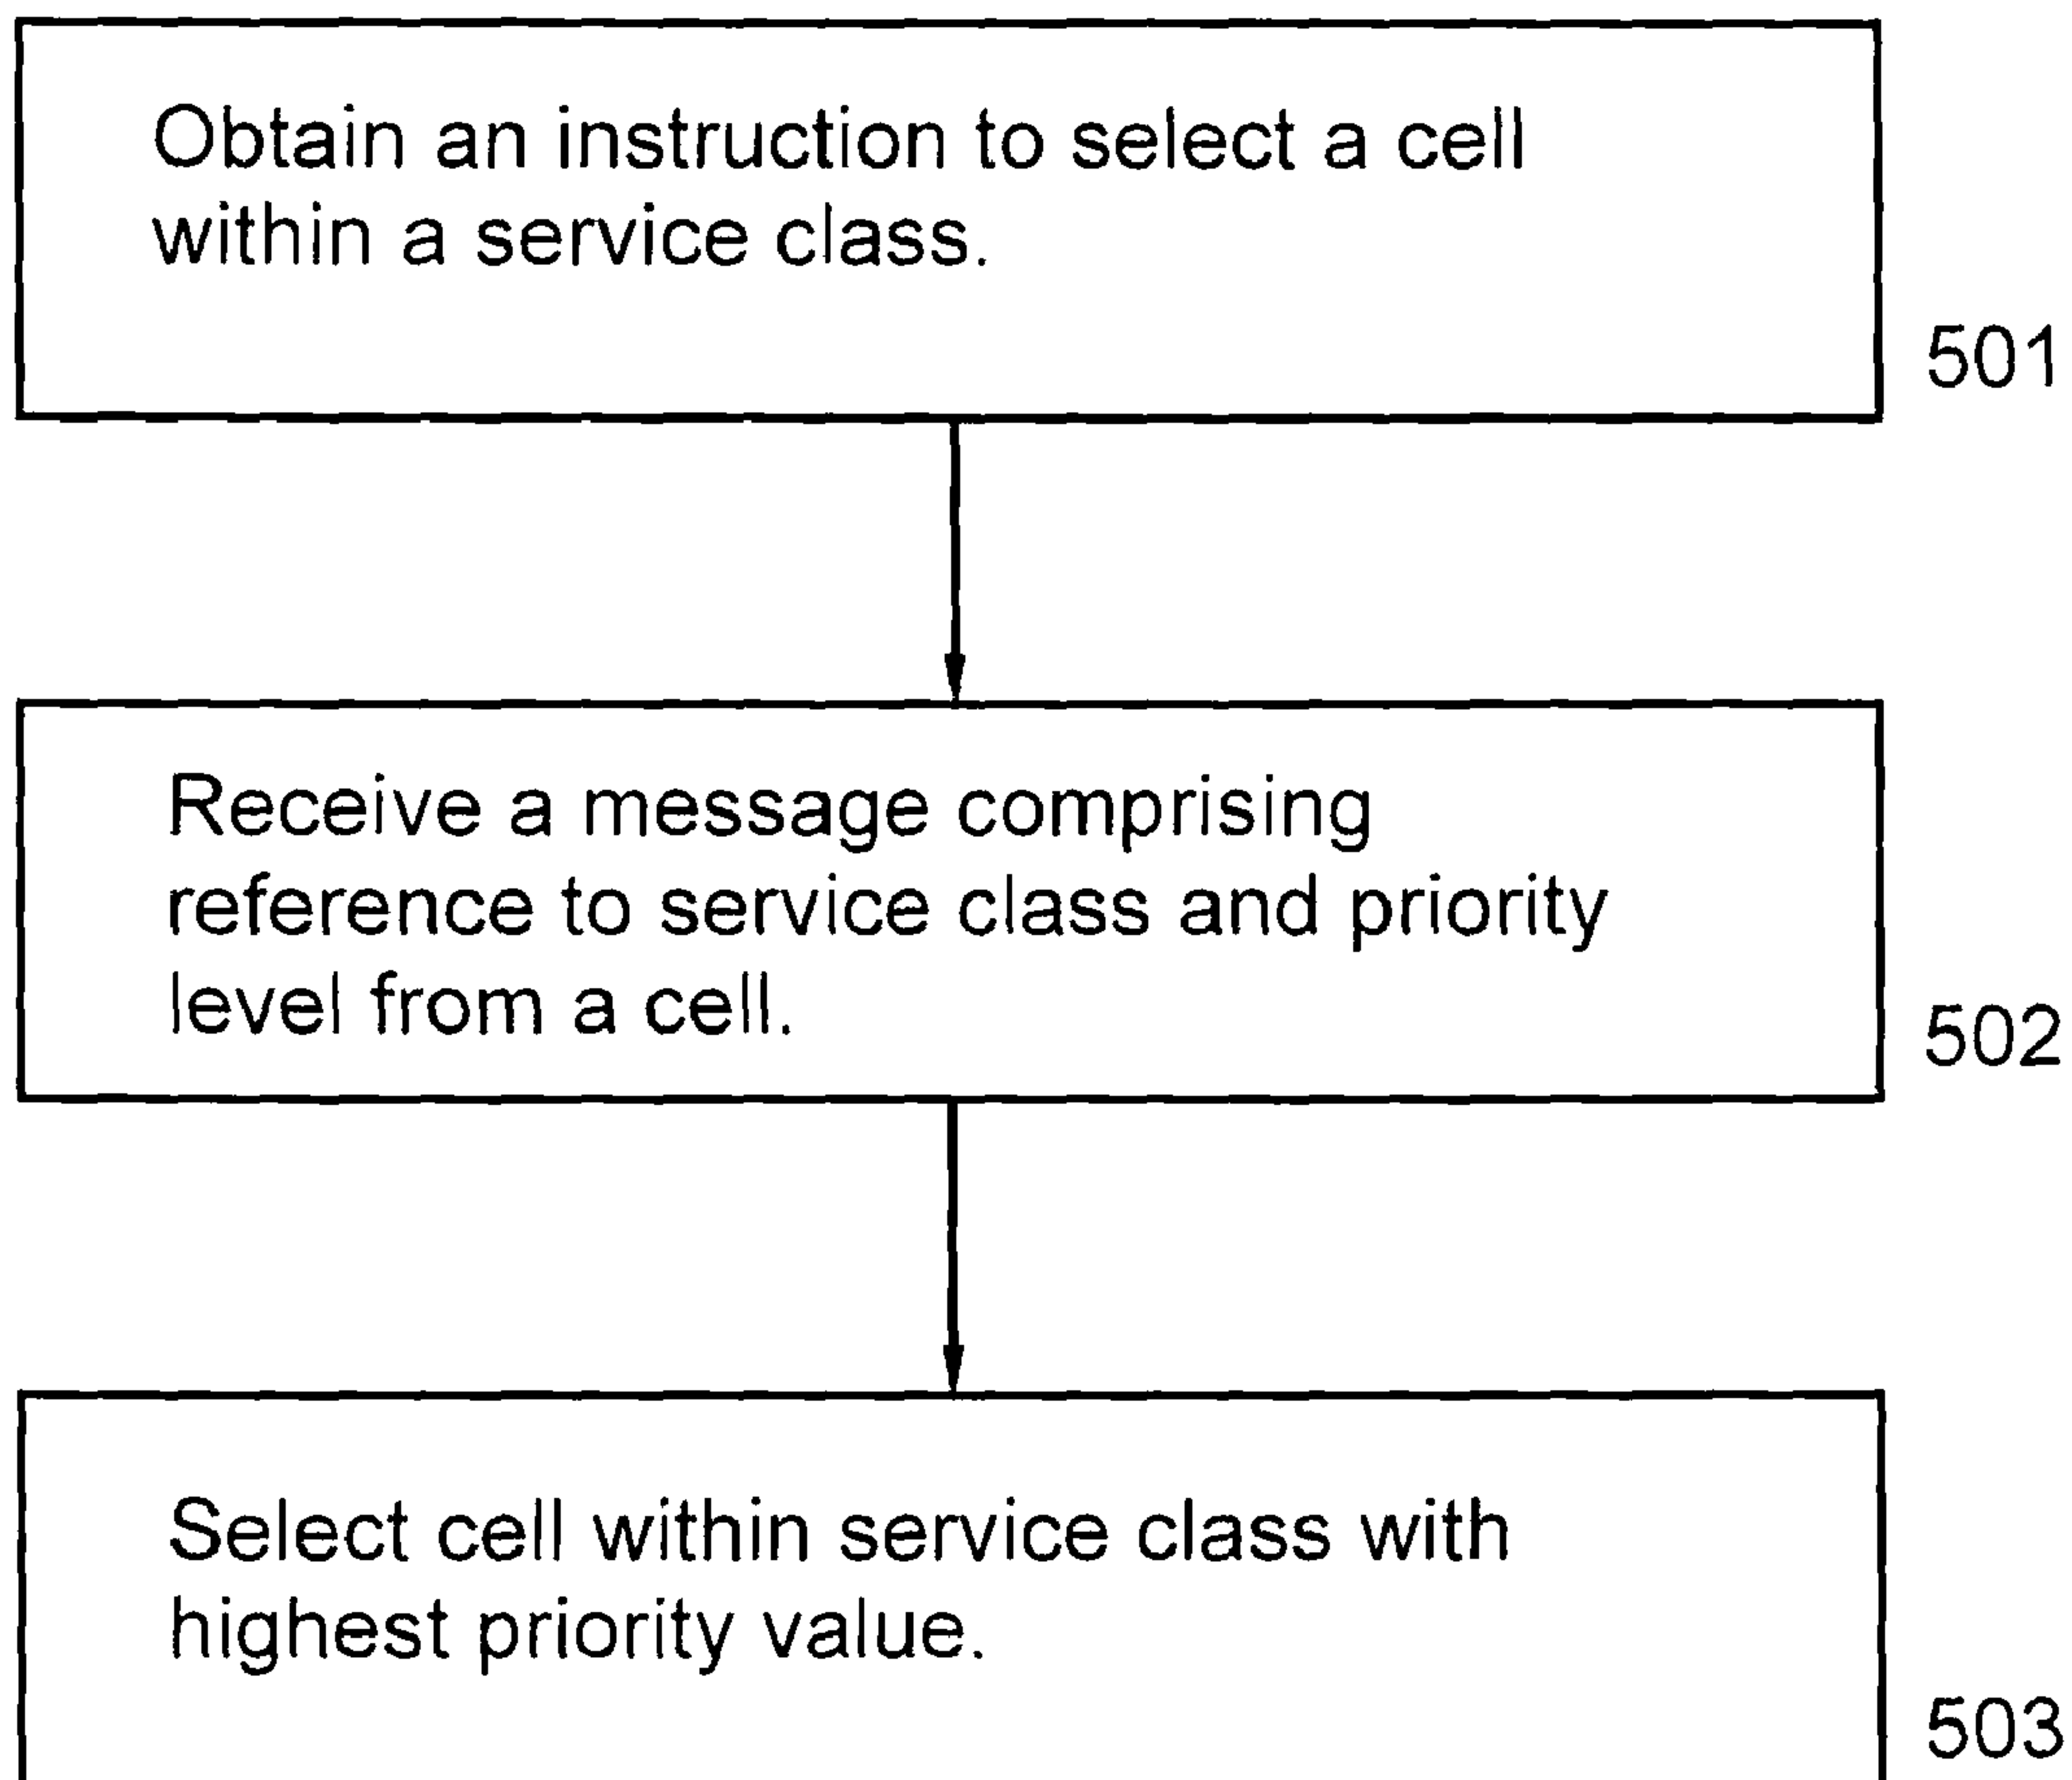 Obtain an instruction to select a cell
within a service class.
501
Receive a message comprising
reference to service class and priority
level from a cell.
502
Select cell within service class with
highest priority value.
503